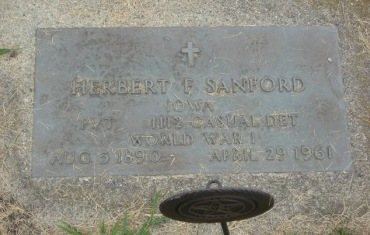 HERBERT F SANFORD
IOWA
PVT 1112 CASUAL DET
WORLD WAR I
AUG 5 1890 APRIL 29 1961